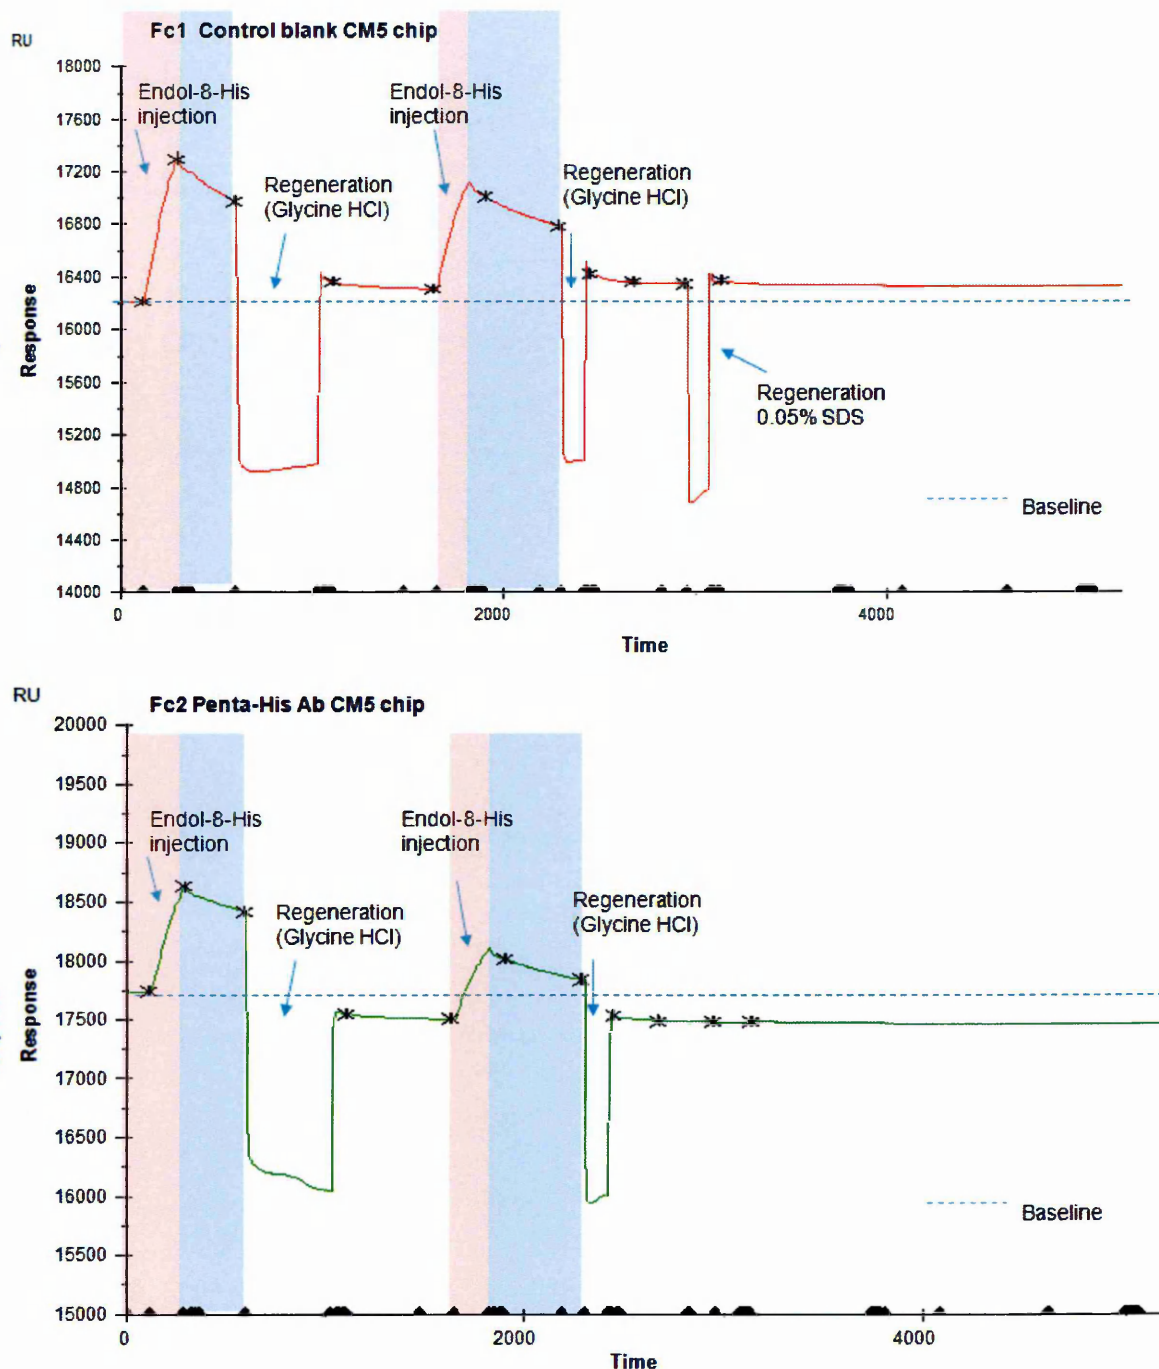 Fc1 Control blank CM5 chip
RU
18000
17600
17200
16800
16400
16000
15600
15200
14800
14400
14000
Response
Endol-8-His
injection
Regeneration
(Glycine HCl)
Endol-8-His
injection
Regeneration
(Glycine HCl)
Regeneration
0.05% SDS
Baseline
0
2000
4000
Time
RU
Fc2 Penta-His Ab CM5 chip
20000
19500
19000
18500
18000
17500
17000
16500
16000
15500
15000
Response
Endol-8-His
injection
Regeneration
(Glycine HCl)
Endol-8-His
injection
Regeneration
(Glycine HCl)
Baseline
0
2000
4000
Time